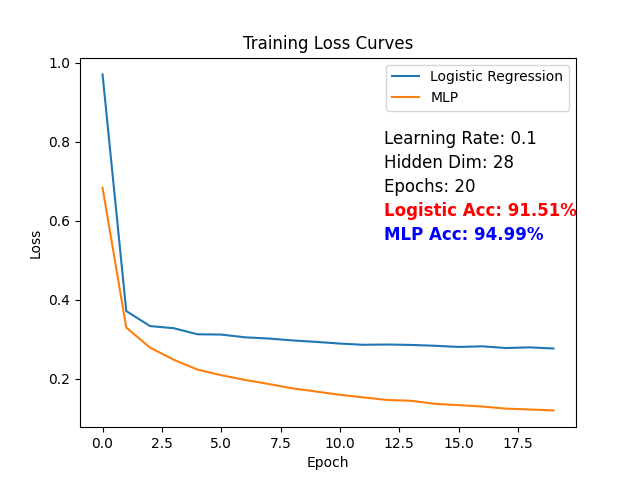 Training Loss Curves
Logistic Regression
MLP
Learning Rate: 0.1
Hidden Dim: 28
Epochs: 20
Logistic Acc: 91.51%
MLP Acc: 94.99%
Loss
1.0
0.8
0.6
0.4
0.2
0.0 2.5 5.0 7.5 10.0 12.5 15.0 17.5
Epoch